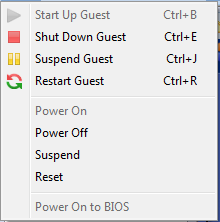 Start Up Guest Ctrl+B
Shut Down Guest Ctrl+E
Suspend Guest Ctrl+J
Restart Guest Ctrl+R
Power On
Power Off
Suspend
Reset
Power On to BIOS